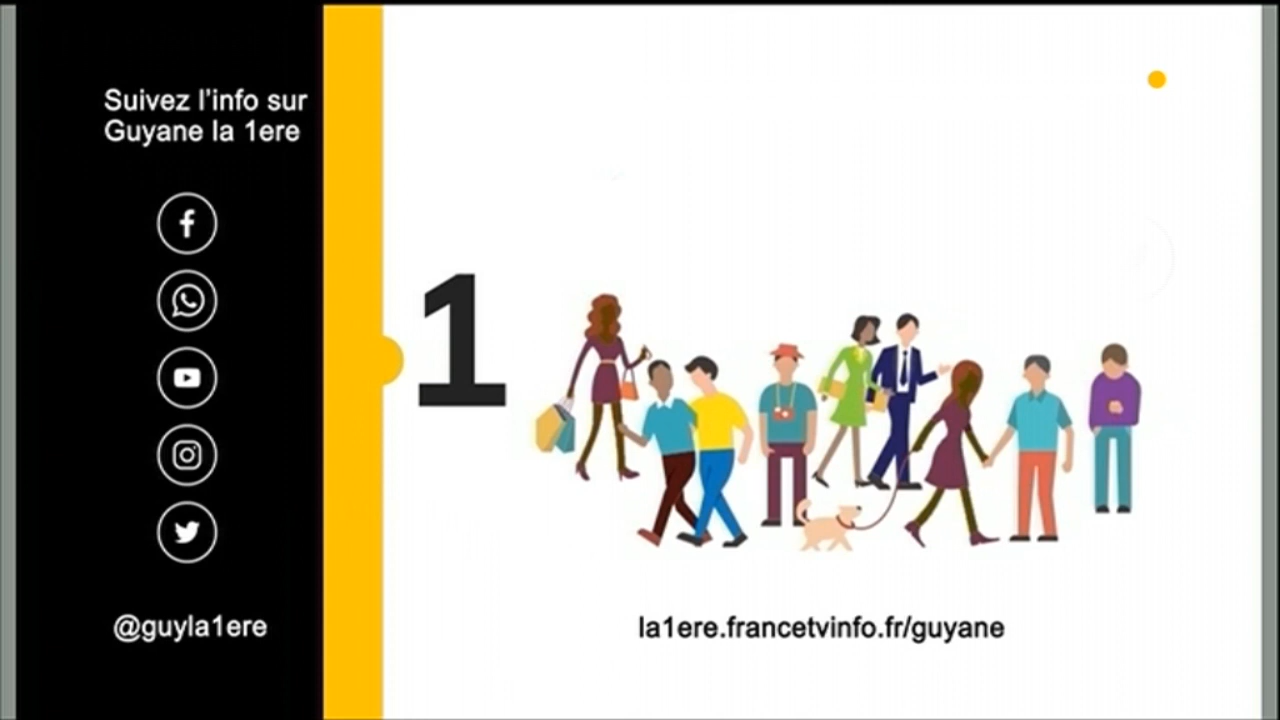 Suivez l'info sur
Guyane la 1ere
@guyla1ere
1
la1ere.francetvinfo.fr/guyane